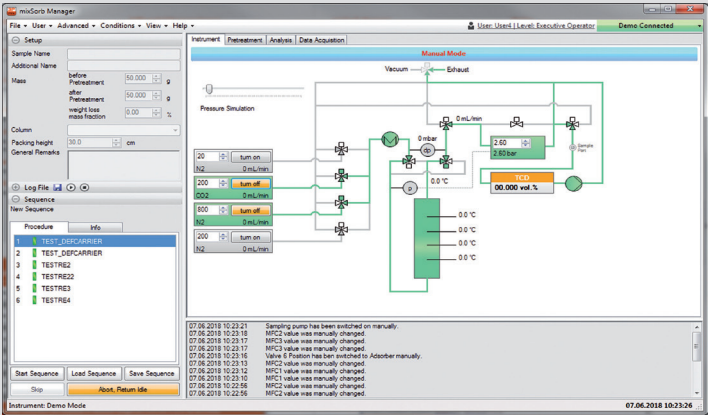 mixSorb Manager
File • User • Advanced • Conditions • View • Help •
User: User4 | Level: Executive Operator
Demo Connected
Setup
Sample Name
Additional Name
Mass
before Pretreatment
50.000
g
after Pretreatment
50.000
g
weight loss mass fraction
0.00
%
Column
Packing height
30.0
cm
General Remarks
Log File
Sequence
New Sequence
Procedure
Info
1 TEST_DEFCARRIER
2 TEST_DEFCARRIER
3 TESTRE2
4 TESTRE22
5 TESTRE3
6 TESTRE4
Start Sequence
Load Sequence
Save Sequence
Skip
Abort, Return Idle
Instrument
Pretreatment
Analysis
Data Acquisition
Manual Mode
Vacuum
Exhaust
Pressure Simulation
0 mL/min
0 mbar
dp
2.60
2.60 bar
Sample Port
20
turn on
N2
0 mL/min
200
turn off
CO2
0 mL/min
800
turn off
N2
0 mL/min
200
turn on
N2
0 mL/min
p
0.0 °C
TCD
00.000 vol.%
0.0 °C
0.0 °C
0.0 °C
0.0 °C
07.06.2018 10:23:21 Sampling pump has been switched on manually.
07.06.2018 10:23:18 MFC2 value was manually changed.
07.06.2018 10:23:17 MFC3 value was manually changed.
07.06.2018 10:23:17 MFC3 value was manually changed.
07.06.2018 10:23:16 Valve 6 Position has ben switched to Adsorber manually.
07.06.2018 10:23:13 MFC2 value was manually changed.
07.06.2018 10:23:12 MFC1 value was manually changed.
07.06.2018 10:23:10 MFC1 value was manually changed.
07.06.2018 10:22:56 MFC2 value was manually changed.
07.06.2018 10:22:56 MFC2 value was manually changed.
Instrument: Demo Mode
07.06.2018 10:23:26